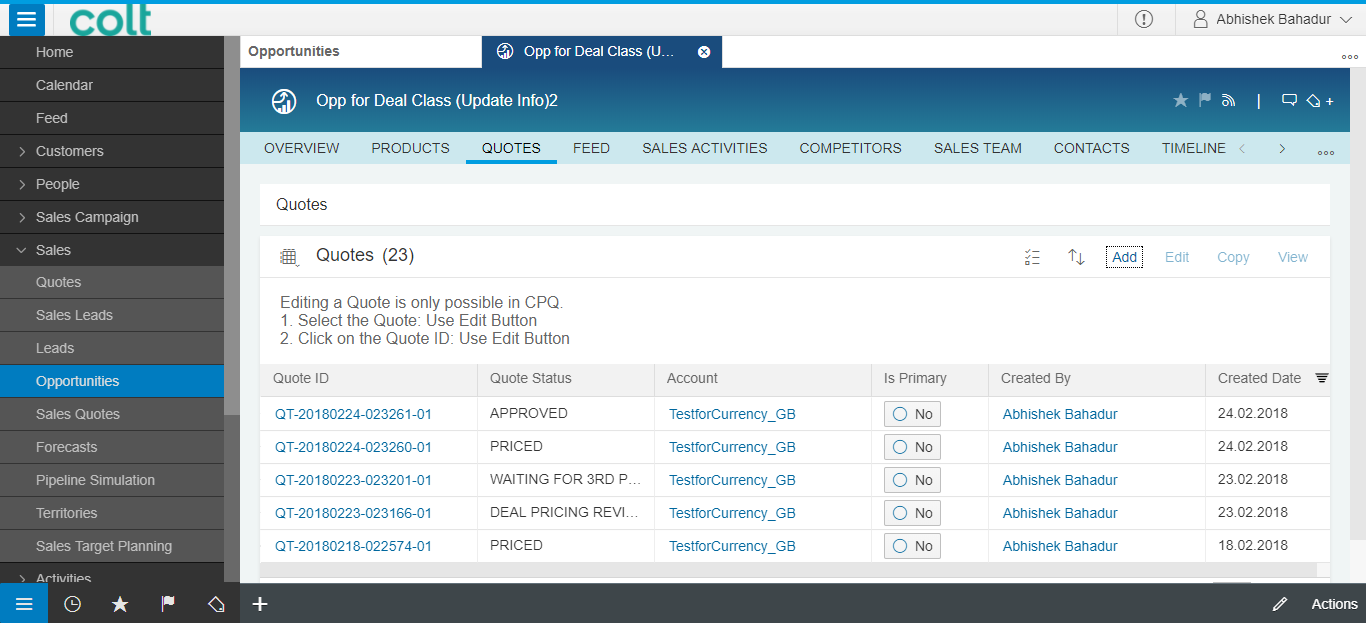 colt
Abhishek Bahadur
Home
Calendar
Feed
Customers
People
Sales Campaign
Sales
Quotes
Sales Leads
Leads
Opportunities
Sales Quotes
Forecasts
Pipeline Simulation
Territories
Sales Target Planning
Activities
Opportunities
Opp for Deal Class (U...
Opp for Deal Class (Update Info)2
OVERVIEW PRODUCTS QUOTES FEED SALES ACTIVITIES COMPETITORS SALES TEAM CONTACTS TIMELINE
Quotes
Quotes (23)
Add Edit Copy View
Editing a Quote is only possible in CPQ.
1. Select the Quote: Use Edit Button
2. Click on the Quote ID: Use Edit Button
Quote ID Quote Status Account Is Primary Created By Created Date
QT-20180224-023261-01 APPROVED TestforCurrency_GB No Abhishek Bahadur 24.02.2018
QT-20180224-023260-01 PRICED TestforCurrency_GB No Abhishek Bahadur 24.02.2018
QT-20180223-023201-01 WAITING FOR 3RD P... TestforCurrency_GB No Abhishek Bahadur 23.02.2018
QT-20180223-023166-01 DEAL PRICING REVI... TestforCurrency_GB No Abhishek Bahadur 23.02.2018
QT-20180218-022574-01 PRICED TestforCurrency_GB No Abhishek Bahadur 18.02.2018
Actions